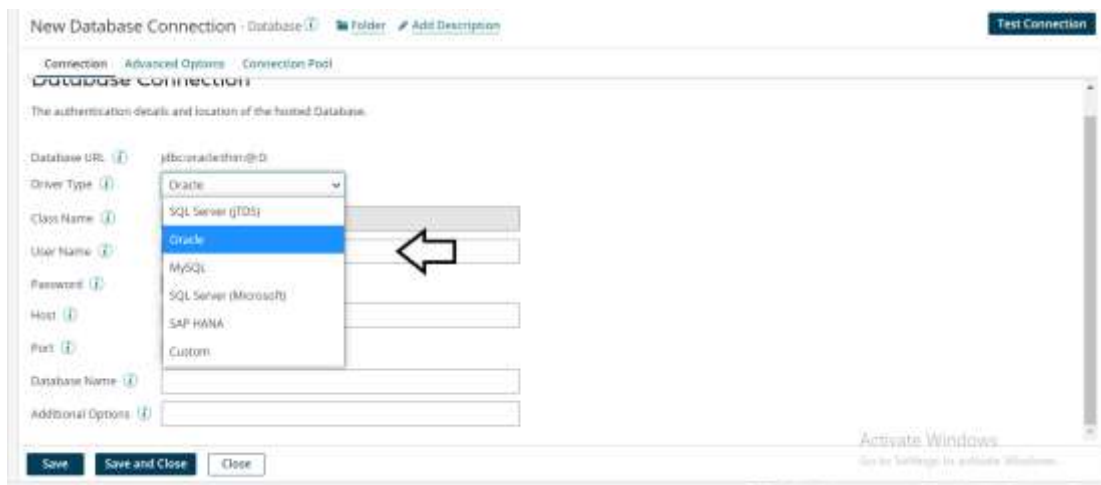 New Database Connection - Database Folder Add Description
Test Connection
Connection Advanced Options Connection Pool
Database Connection
The authentication details and location of the hosted Database.
Database URL jdbc:oracle:thin:@:0:
Driver Type Oracle
SQL Server (jTDS)
Class Name
Oracle
User Name
MySQL
Password
SQL Server (Microsoft)
Host
SAP HANA
Port
Custom
Database Name
Additional Options
Activate Windows
Go to Settings to activate Windows.
Save Save and Close Close